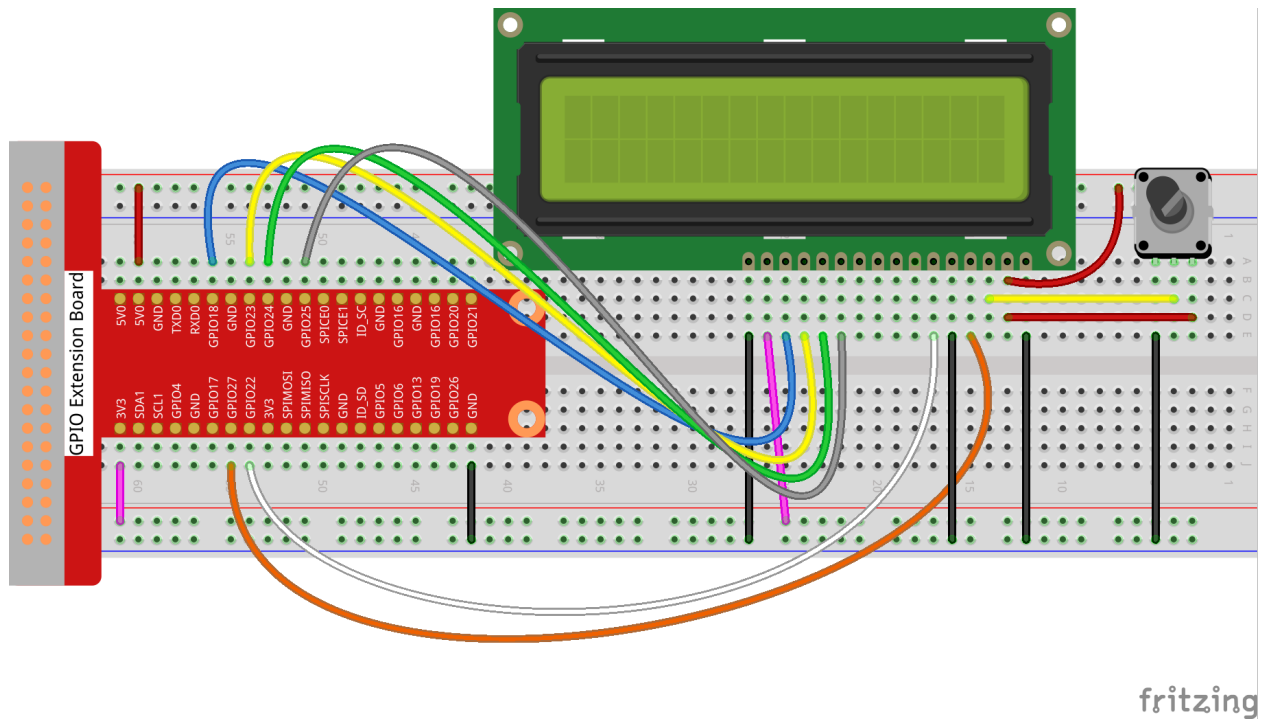 GPIO Extension Board
55
50
1
5V0
5V0
GND
TXD0
RXD0
GPIO18
GND
GPIO23
GPIO24
GND
GPIO25
SPICE0
SPICE1
ID_SC
GND
GPIO16
GND
GPIO16
GPIO20
GPIO21
3V3
SDA1
SCL1
GPIO4
GND
GPIO17
GPIO27
GPIO22
3V3
SPIMOSI
SPIMISO
SPISCLK
GND
ID_SD
GPIO5
GPIO6
GPIO13
GPIO19
GPIO26
GND
A
B
C
D
E
F
G
H
I
J
60
50
45
40
35
30
20
15
10
1
fritzing